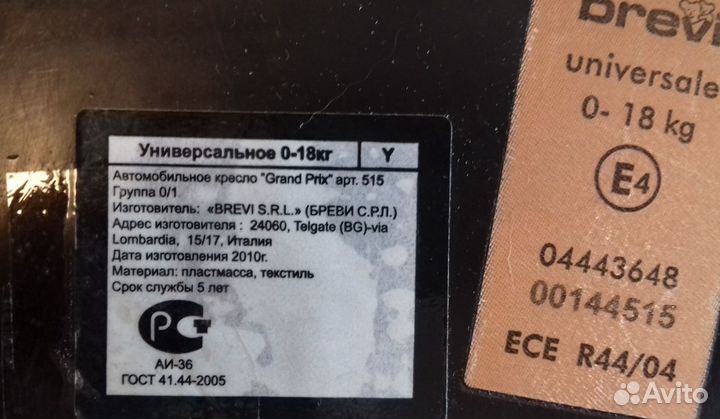 Универсальное 0-18кг Y
Автомобильное кресло "Grand Prix" арт. 515
Группа 0/1
Изготовитель: «BREVI S.R.L.» (БРЕВИ С.Р.Л.)
Адрес изготовителя : 24060, Telgate (BG)-via
Lombardia, 15/17, Италия
Дата изготовления 2010г.
Материал: пластмасса, текстиль
Срок службы 5 лет
РСТ
АИ-36
ГОСТ 41.44-2005
brevi
universale
0- 18 kg
E4
04443648
00144515
ECE R44/04
Avito